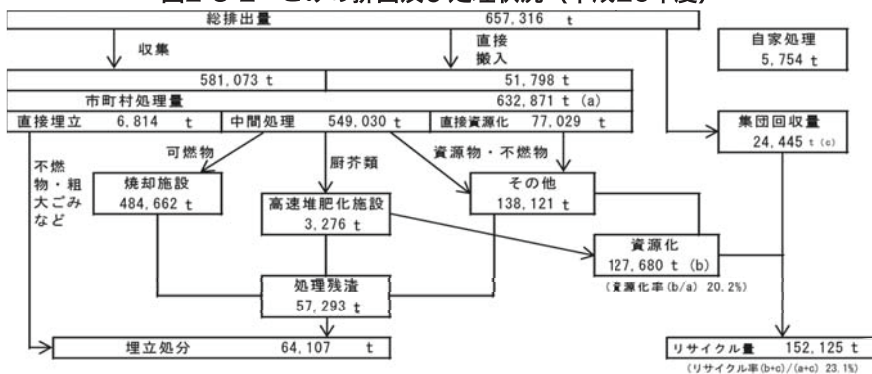 総排出量 657,316 t
収集
直接
搬入
自家処理
5,754 t
581,073 t 51,798 t
市町村処理量 632,871 t (a)
直接埋立 6,814 t 中間処理 549,030 t 直接資源化 77,029 t
集団回収量
24,445 t (c)
不燃
物・粗
大ごみ
など
可燃物
厨芥類
資源物・不燃物
焼却施設
484,662 t
高速堆肥化施設
3,276 t
その他
138,121 t
資源化
127,680 t (b)
(資源化率(b/a) 20.2%)
処理残渣
57,293 t
埋立処分 64,107 t
リサイクル量 152,125 t
(リサイクル率(b+c)/(a+c) 23.1%)